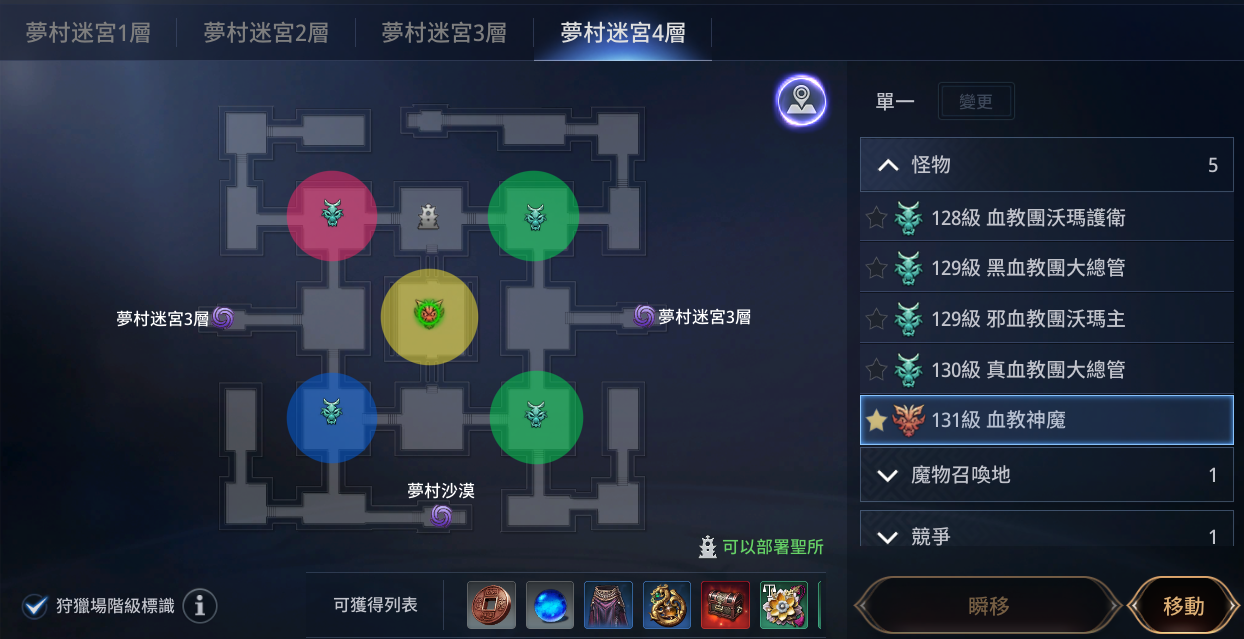 夢村迷宮1層
夢村迷宮2層
夢村迷宮3層
夢村迷宮4層
單一
變更
怪物 5
128級 血教團沃瑪護衛
129級 黑血教團大總管
129級 邪血教團沃瑪主
130級 真血教團大總管
131級 血教神魔
魔物召喚地 1
競爭 1
夢村迷宮3層
夢村迷宮3層
夢村沙漠
可以部署聖所
狩獵場階級標識
可獲得列表
瞬移
移動